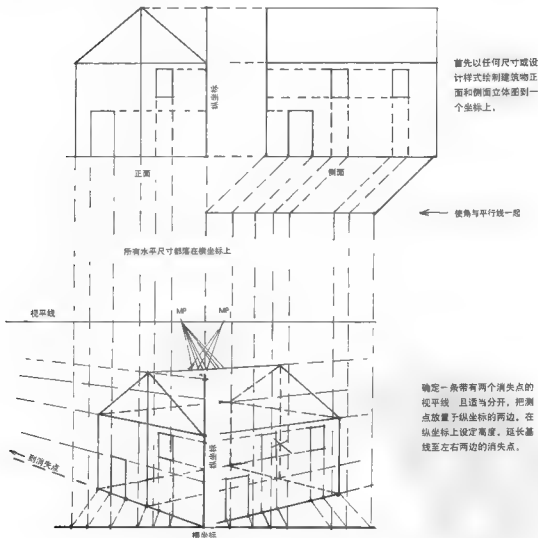 首先以任何尺寸或设
计样式绘制建筑物正
面和侧面立体图到一
个坐标上。
纵坐标
正面
侧面
使角与平行线一起
所有水平尺寸都落在横坐标上
视平线
MP
MP
确定一条带有两个消失点的
视平线 且适当分开。把测
点放置于纵坐标的两边。在
纵坐标上设定高度。延长基
线至左右两边的消失点。
纵坐标
到消失点
横坐标